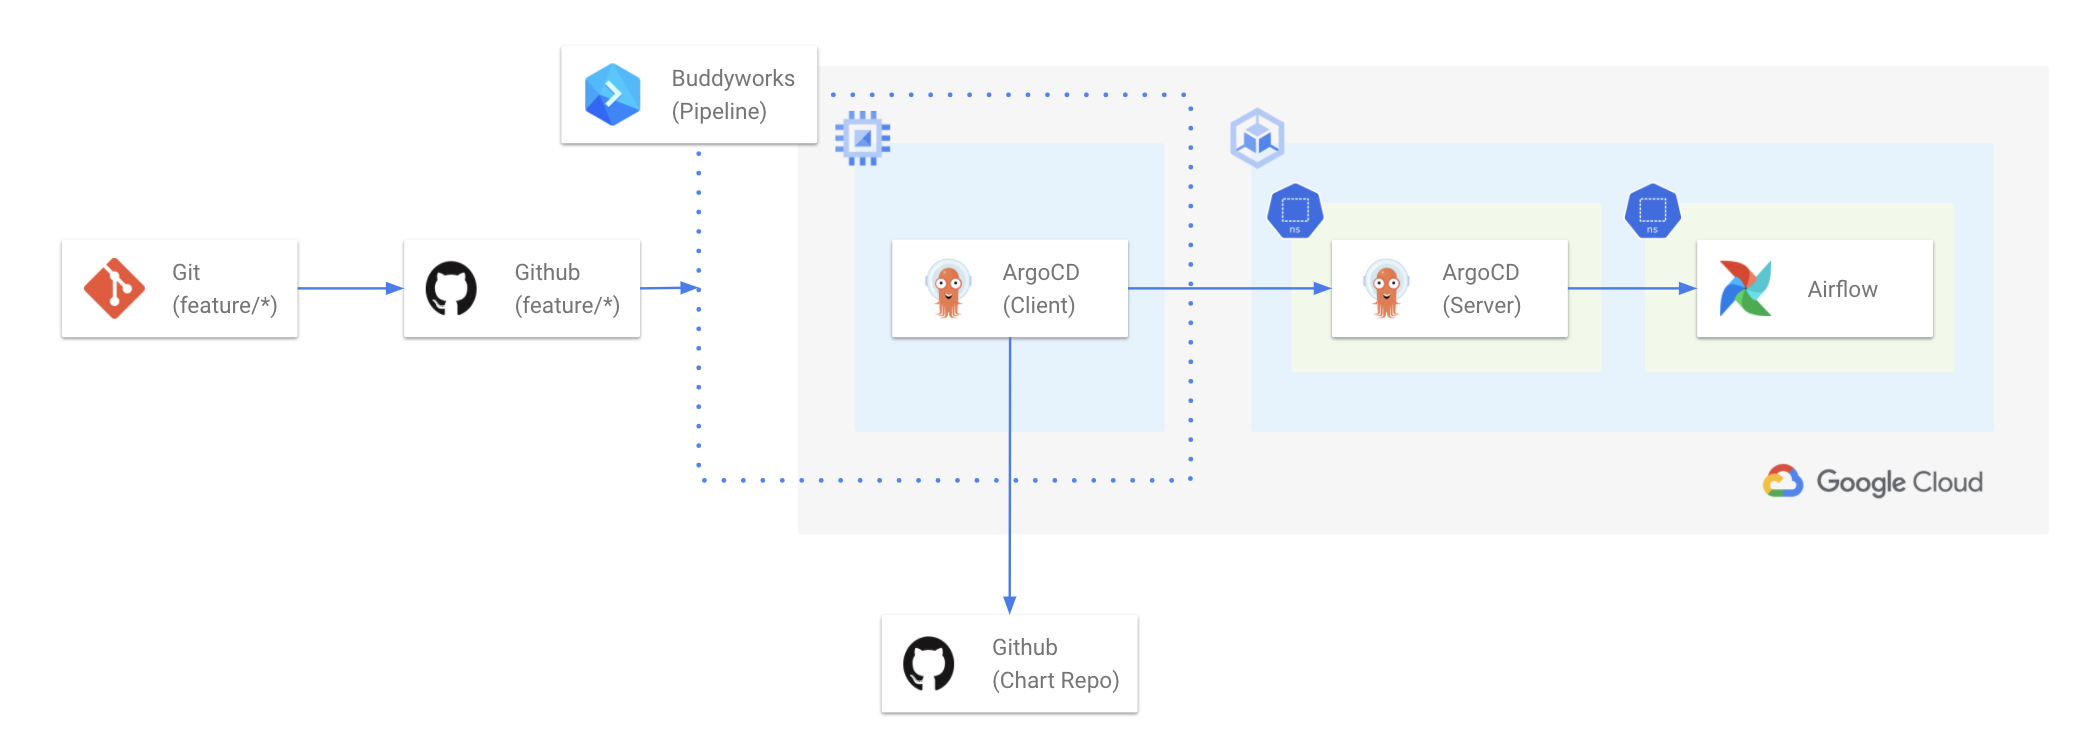 Buddyworks
(Pipeline)
ns
ns
Git
(feature/*)
Github
(feature/*)
ArgoCD
(Client)
ArgoCD
(Server)
Airflow
Google Cloud
Github
(Chart Repo)